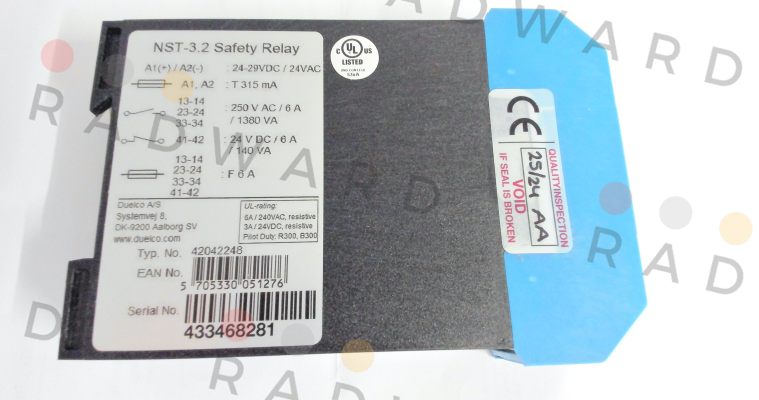 NST-3.2 Safety Relay
A1(+) / A2(-) : 24-29VDC / 24VAC
A1, A2 : T 315 mA
13-14
23-24 : 250 V AC / 6 A
33-34 / 1380 VA
41-42 : 24 V DC / 6 A
/ 140 VA
13-14
23-24
33-34 : F 6 A
41-42
Duelco A/S
Systemvej 8,
DK-9200 Aalborg SV
www.duelco.com
UL-rating:
6A / 240VAC, resistive
3A / 24VDC, resistive
Pilot Duty: R300, B300
Typ. No. 42042248
EAN No.
5 705330 051276
Serial No.
433468281
C UL US
LISTED
CE
QUALITYINSPECTION
25/24 AA
VOID
IF SEAL IS BROKEN
RADWARD
RADWARD
RAD
D
RADWARD